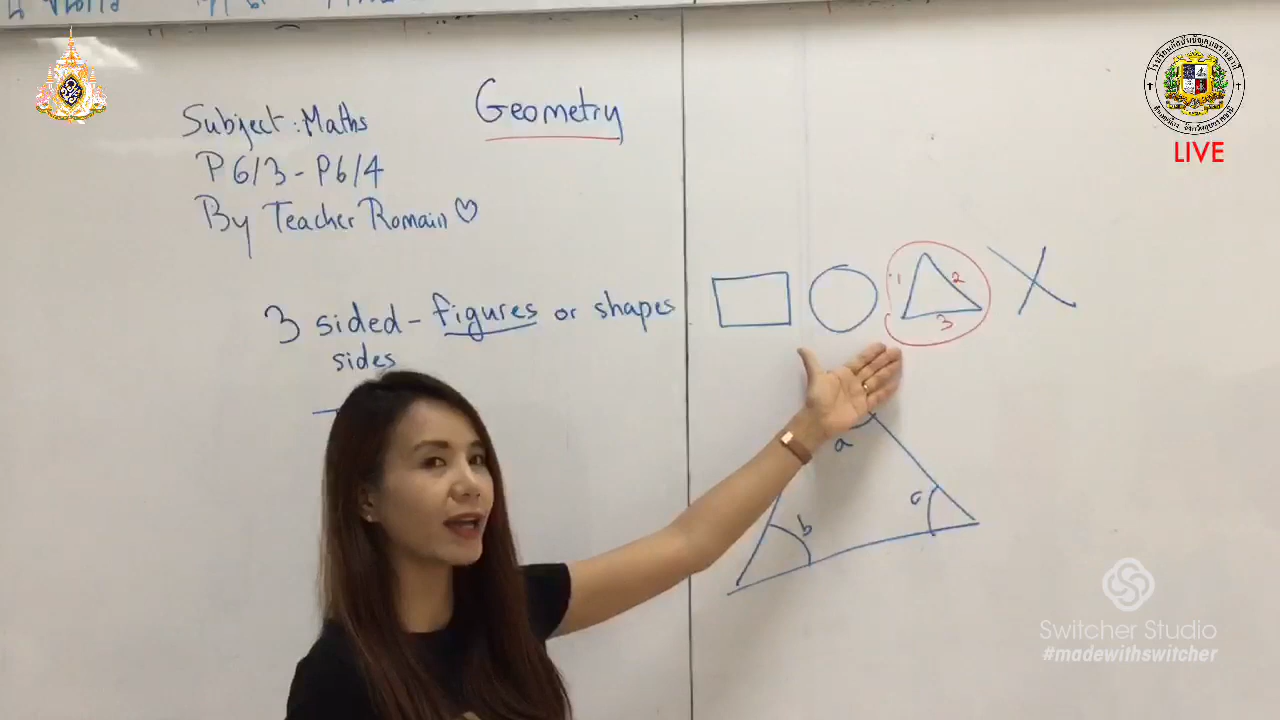 Subject: Maths
Geometry
P 6/3 - P6/4
By Teacher Romain ♡
3 sided - figures or shapes
sides
1
2
3
a
b
c
LIVE
Switcher Studio
#madewithswitcher